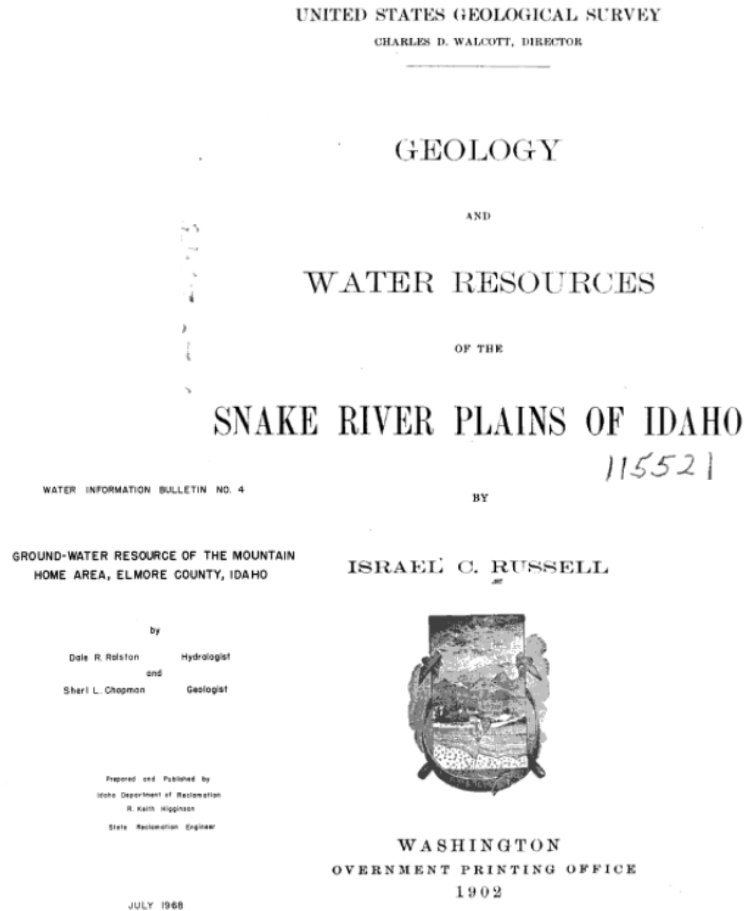 UNITED STATES GEOLOGICAL SURVEY
CHARLES D. WALCOTT, DIRECTOR
GEOLOGY
AND
WATER RESOURCES
OF THE
SNAKE RIVER PLAINS OF IDAHO
115521
BY
ISRAEL C. RUSSELL
WASHINGTON
OVERNMENT PRINTING OFFICE
1902
WATER INFORMATION BULLETIN NO. 4
GROUND-WATER RESOURCE OF THE MOUNTAIN
HOME AREA, ELMORE COUNTY, IDAHO
by
Dale R. Ralston Hydrologist
and
Sherl L. Chapman Geologist
Prepared and Published by
Idaho Department of Reclamation
R. Keith Higginson
State Reclamation Engineer
JULY 1968